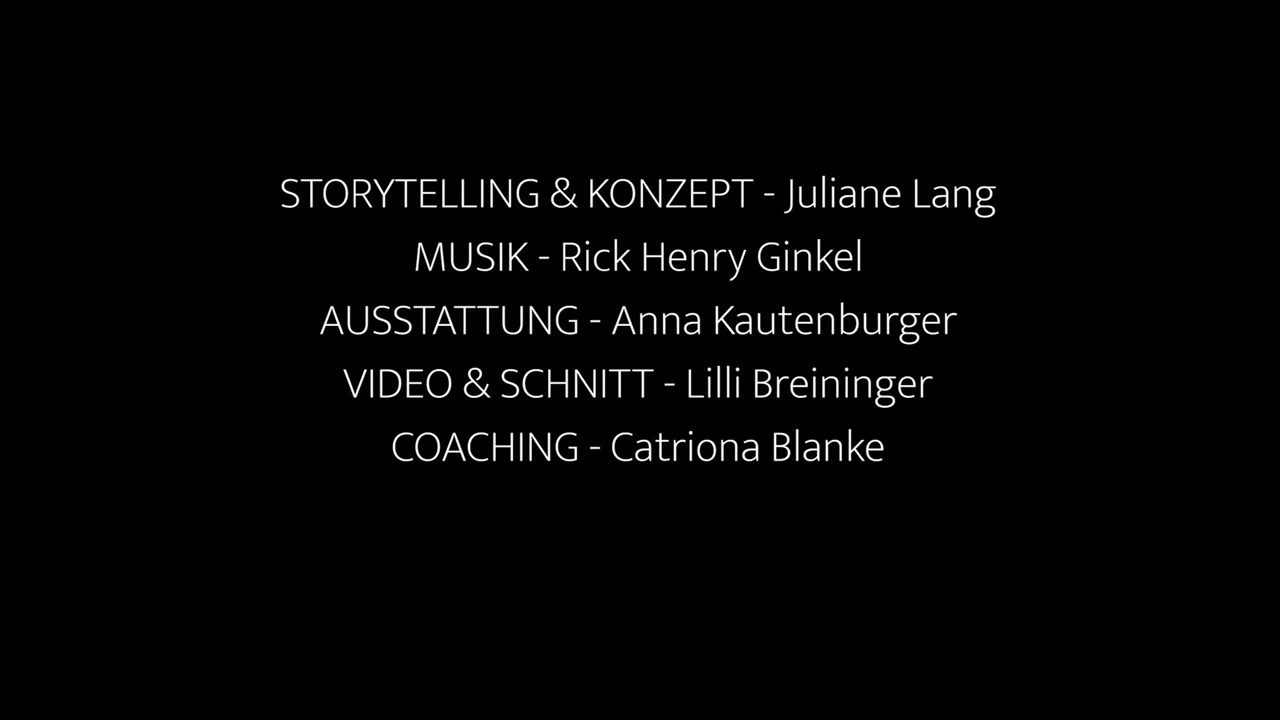 STORYTELLING & KONZEPT - Juliane Lang
MUSIK - Rick Henry Ginkel
AUSSTATTUNG - Anna Kautenburger
VIDEO & SCHNITT - Lilli Breininger
COACHING - Catriona Blanke